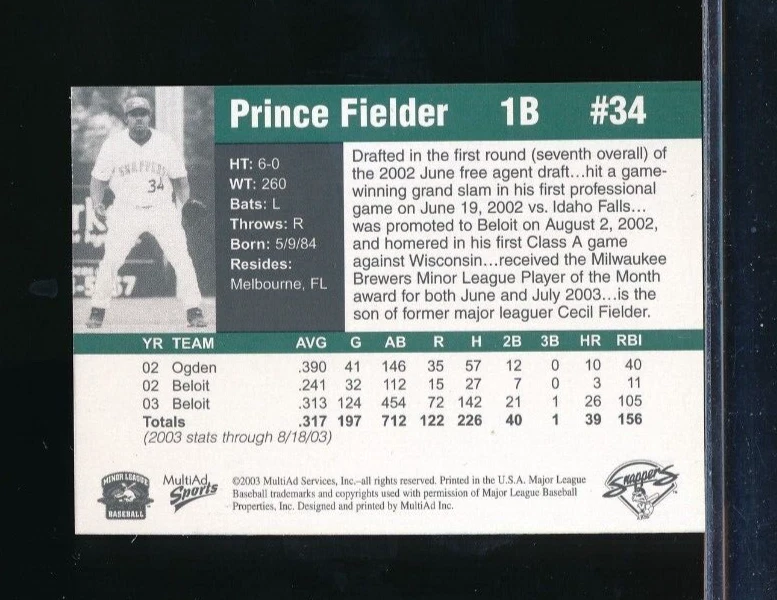 Prince Fielder 1B #34
HT: 6-0
WT: 260
Bats: L
Throws: R
Born: 5/9/84
Resides:
Melbourne, FL
Drafted in the first round (seventh overall) of
the 2002 June free agent draft...hit a game-
winning grand slam in his first professional
game on June 19, 2002 vs. Idaho Falls...
was promoted to Beloit on August 2, 2002,
and homered in his first Class A game
against Wisconsin...received the Milwaukee
Brewers Minor League Player of the Month
award for both June and July 2003...is the
son of former major leaguer Cecil Fielder.
SNAPPERS
34
YR TEAM AVG G AB R H 2B 3B HR RBI
02 Ogden .390 41 146 35 57 12 0 10 40
02 Beloit .241 32 112 15 27 7 0 3 11
03 Beloit .313 124 454 72 142 21 1 26 105
Totals .317 197 712 122 226 40 1 39 156
(2003 stats through 8/18/03)
MINOR LEAGUE
BASEBALL
MultiAd
Sports
©2003 MultiAd Services, Inc.–all rights reserved. Printed in the U.S.A. Major League
Baseball trademarks and copyrights used with permission of Major League Baseball
Properties, Inc. Designed and printed by MultiAd Inc.
Snappers